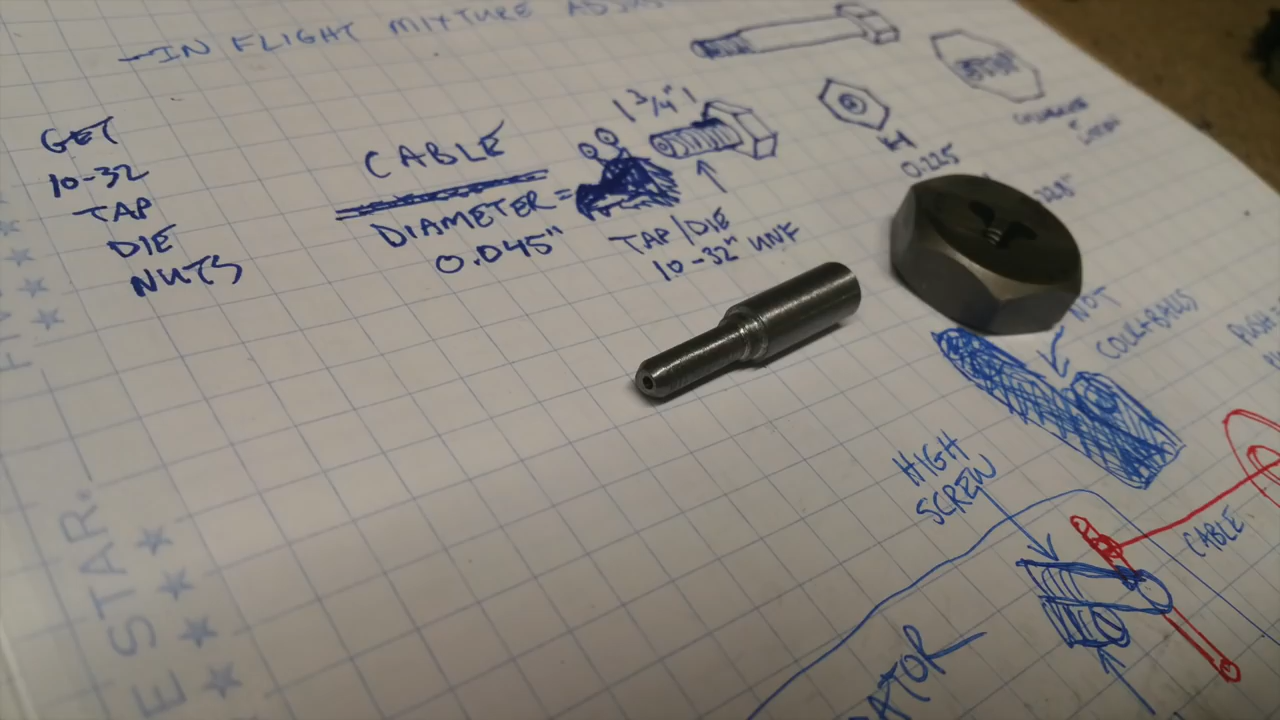 —IN FLIGHT MIXTURE
GET
10-32
TAP
DIE
NUTS
CABLE
DIAMETER =
0.045"
1 3/4"
TAP/DIE
10-32" UNF
0.225
NOT
HIGH
SCREW
CABLE
E STAR.